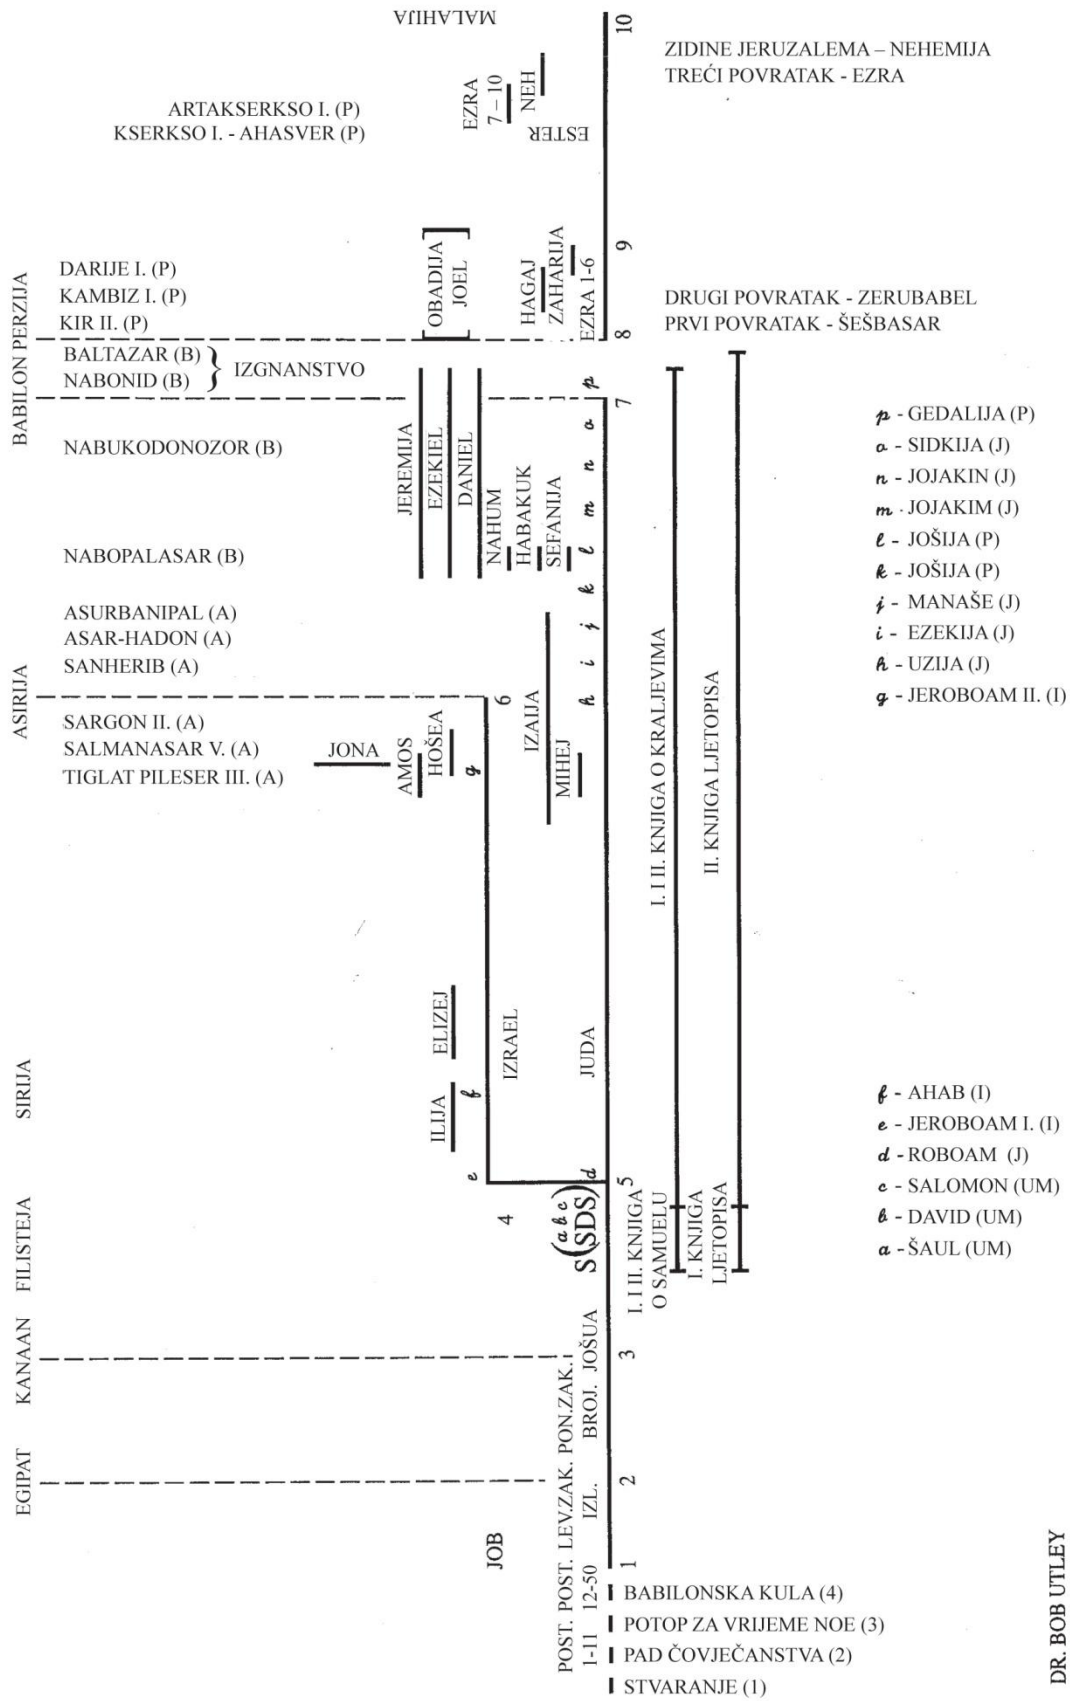 MALAHIJA
10
ZIDINE JERUZALEMA – NEHEMIJA
TREĆI POVRATAK - EZRA
ARTAKSERKSO I. (P)
KSERKSO I. - AHASVER (P)
EZRA
7 – 10
NEH
ESTER
BABILON PERZIJA
DARIJE I. (P)
KAMBIZ I. (P)
KIR II. (P)
OBADIJA
JOEL
HAGAJ
ZAHARIJA
EZRA 1-6
9
8
DRUGI POVRATAK - ZERUBABEL
PRVI POVRATAK - ŠEŠBASAR
BALTAZAR (B)
NABONID (B)
} IZGNANSTVO
7
NABUKODONOZOR (B)
NABOPALASAR (B)
JEREMIJA
EZEKIEL
DANIEL
NAHUM
HABAKUK
SEFANIJA
p
o
n
m
l
k
j
i
h
p - GEDALIJA (P)
o - SIDKIJA (J)
n - JOJAKIN (J)
m - JOJAKIM (J)
l - JOŠIJA (P)
k - JOŠIJA (P)
j - MANAŠE (J)
i - EZEKIJA (J)
h - UZIJA (J)
g - JEROBOAM II. (I)
ASIRIJA
ASURBANIPAL (A)
ASAR-HADON (A)
SANHERIB (A)
SARGON II. (A)
SALMANASAR V. (A)
TIGLAT PILESER III. (A)
JONA
AMOS
HOŠEA
g
6
IZAIJA
MIHEJ
I. I II. KNJIGA O KRALJEVIMA
II. KNJIGA LJETOPISA
SIRIJA
ELIZEJ
ILIJA
f
e
IZRAEL
JUDA
d
5
f - AHAB (I)
e - JEROBOAM I. (I)
d - ROBOAM (J)
c - SALOMON (UM)
b - DAVID (UM)
a - ŠAUL (UM)
FILISTEJA
4
a b c
S(SDS)
I. I II. KNJIGA
O SAMUELU
I. KNJIGA
LJETOPISA
KANAAN
3
EGIPAT
2
POST. POST. LEV.ZAK. PON.ZAK.
1-11 12-50 IZL. BROJ. JOŠUA
JOB
1
BABILONSKA KULA (4)
POTOP ZA VRIJEME NOE (3)
PAD ČOVJEČANSTVA (2)
STVARANJE (1)
DR. BOB UTLEY